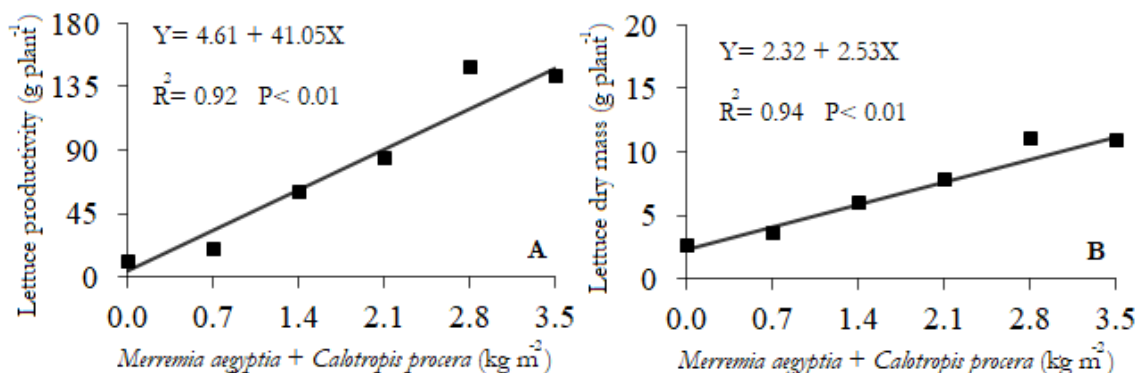 Lettuce productivity (g plant⁻¹)
180
135
90
45
0
Y= 4.61 + 41.05X
R²= 0.92 P< 0.01
A
0.0 0.7 1.4 2.1 2.8 3.5
Merremia aegyptia + Calotropis procera (kg m⁻²)
Lettuce dry mass (g plant⁻¹)
20
15
10
5
0
Y= 2.32 + 2.53X
R²= 0.94 P< 0.01
B
0.0 0.7 1.4 2.1 2.8 3.5
Merremia aegyptia + Calotropis procera (kg m⁻²)